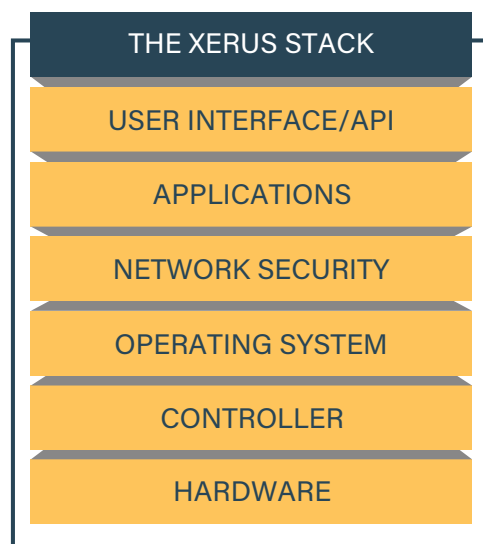 THE XERUS STACK
USER INTERFACE/API
APPLICATIONS
NETWORK SECURITY
OPERATING SYSTEM
CONTROLLER
HARDWARE